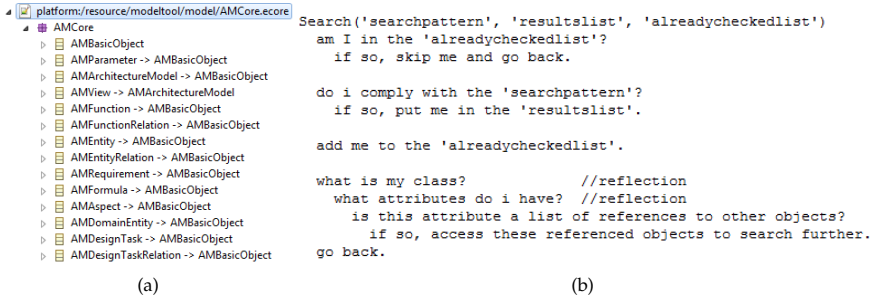 platform:/resource/modeltool/model/AMCore.ecore
AMCore
AMBasicObject
AMParameter -> AMBasicObject
AMArchitectureModel -> AMBasicObject
AMView -> AMArchitectureModel
AMFunction -> AMBasicObject
AMFunctionRelation -> AMBasicObject
AMEntity -> AMBasicObject
AMEntityRelation -> AMBasicObject
AMRequirement -> AMBasicObject
AMFormula -> AMBasicObject
AMAspect -> AMBasicObject
AMDomainEntity -> AMBasicObject
AMDesignTask -> AMBasicObject
AMDesignTaskRelation -> AMBasicObject
(a)
Search('searchpattern', 'resultslist', 'alreadycheckedlist')
am I in the 'alreadycheckedlist'?
if so, skip me and go back.
do i comply with the 'searchpattern'?
if so, put me in the 'resultslist'.
add me to the 'alreadycheckedlist'.
what is my class? //reflection
what attributes do i have? //reflection
is this attribute a list of references to other objects?
if so, access these referenced objects to search further.
go back.
(b)